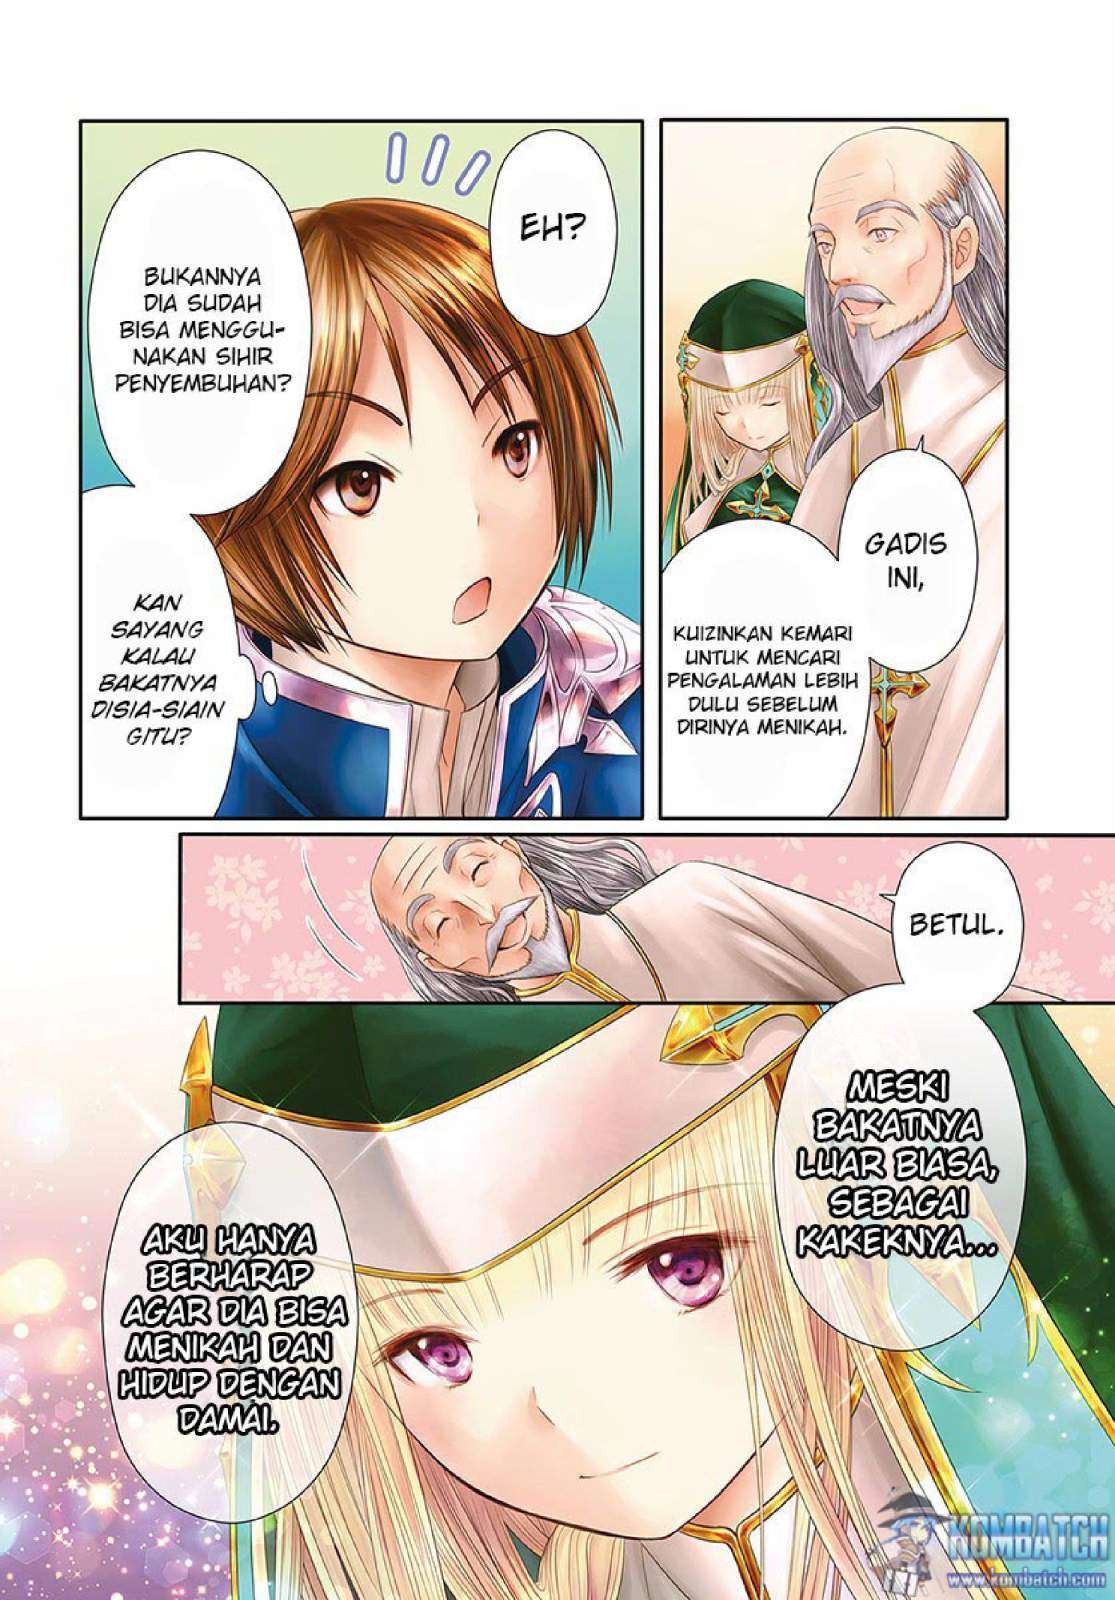 GADIS
INI,
KUIZINKAN KEMARI
UNTUK MENCARI
PENGALAMAN LEBIH
DULU SEBELUM
DIRINYA MENIKAH.
EH?
BUKANNYA
DIA SUDAH
BISA MENGGU-
NAKAN SIHIR
PENYEMBUHAN?
KAN
SAYANG
KALAU
BAKATNYA
DISIA-SIAIN
GITU?
BETUL.
MESKI
BAKATNYA
LUAR BIASA,
SEBAGAI
KAKEKNYA...
AKU HANYA
BERHARAP
AGAR DIA BISA
MENIKAH DAN
HIDUP DENGAN
DAMAI.
KOMBATCH
www.kombatch.com